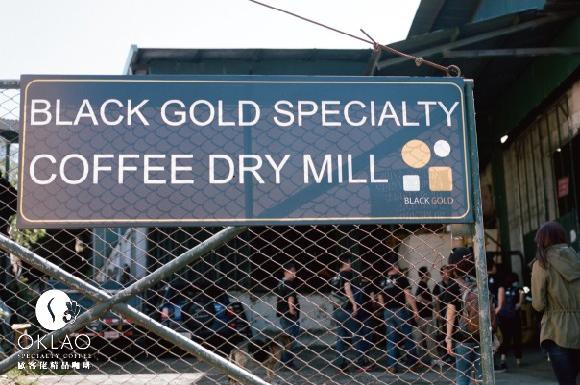 BLACK GOLD SPECIALTY
COFFEE DRY MILL
BLACK GOLD
OKLAO
SPECIALTY COFFEE
歐客佬精品咖啡